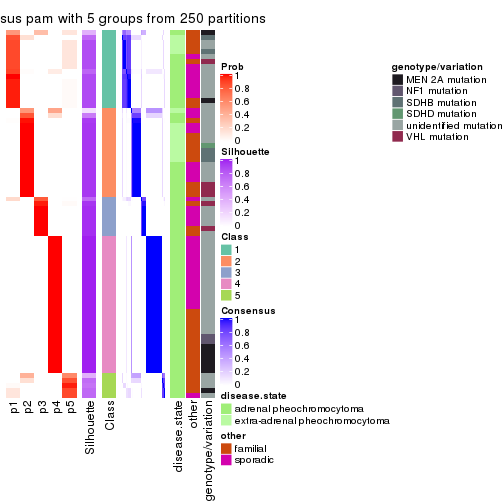 sus pam with 5 groups from 250 partitions
Prob
1
0.8
0.6
0.4
0.2
0
Silhouette
1
0.8
0.6
0.4
0.2
0
Class
1
2
3
4
5
Consensus
1
0.8
0.6
0.4
0.2
0
disease.state
adrenal pheochromocytoma
extra-adrenal pheochromocytoma
other
familial
sporadic
genotype/variation
MEN 2A mutation
NF1 mutation
SDHB mutation
SDHD mutation
unidentified mutation
VHL mutation
p1
p2
p3
p4
p5
Silhouette
Class
disease.state
other
genotype/variation